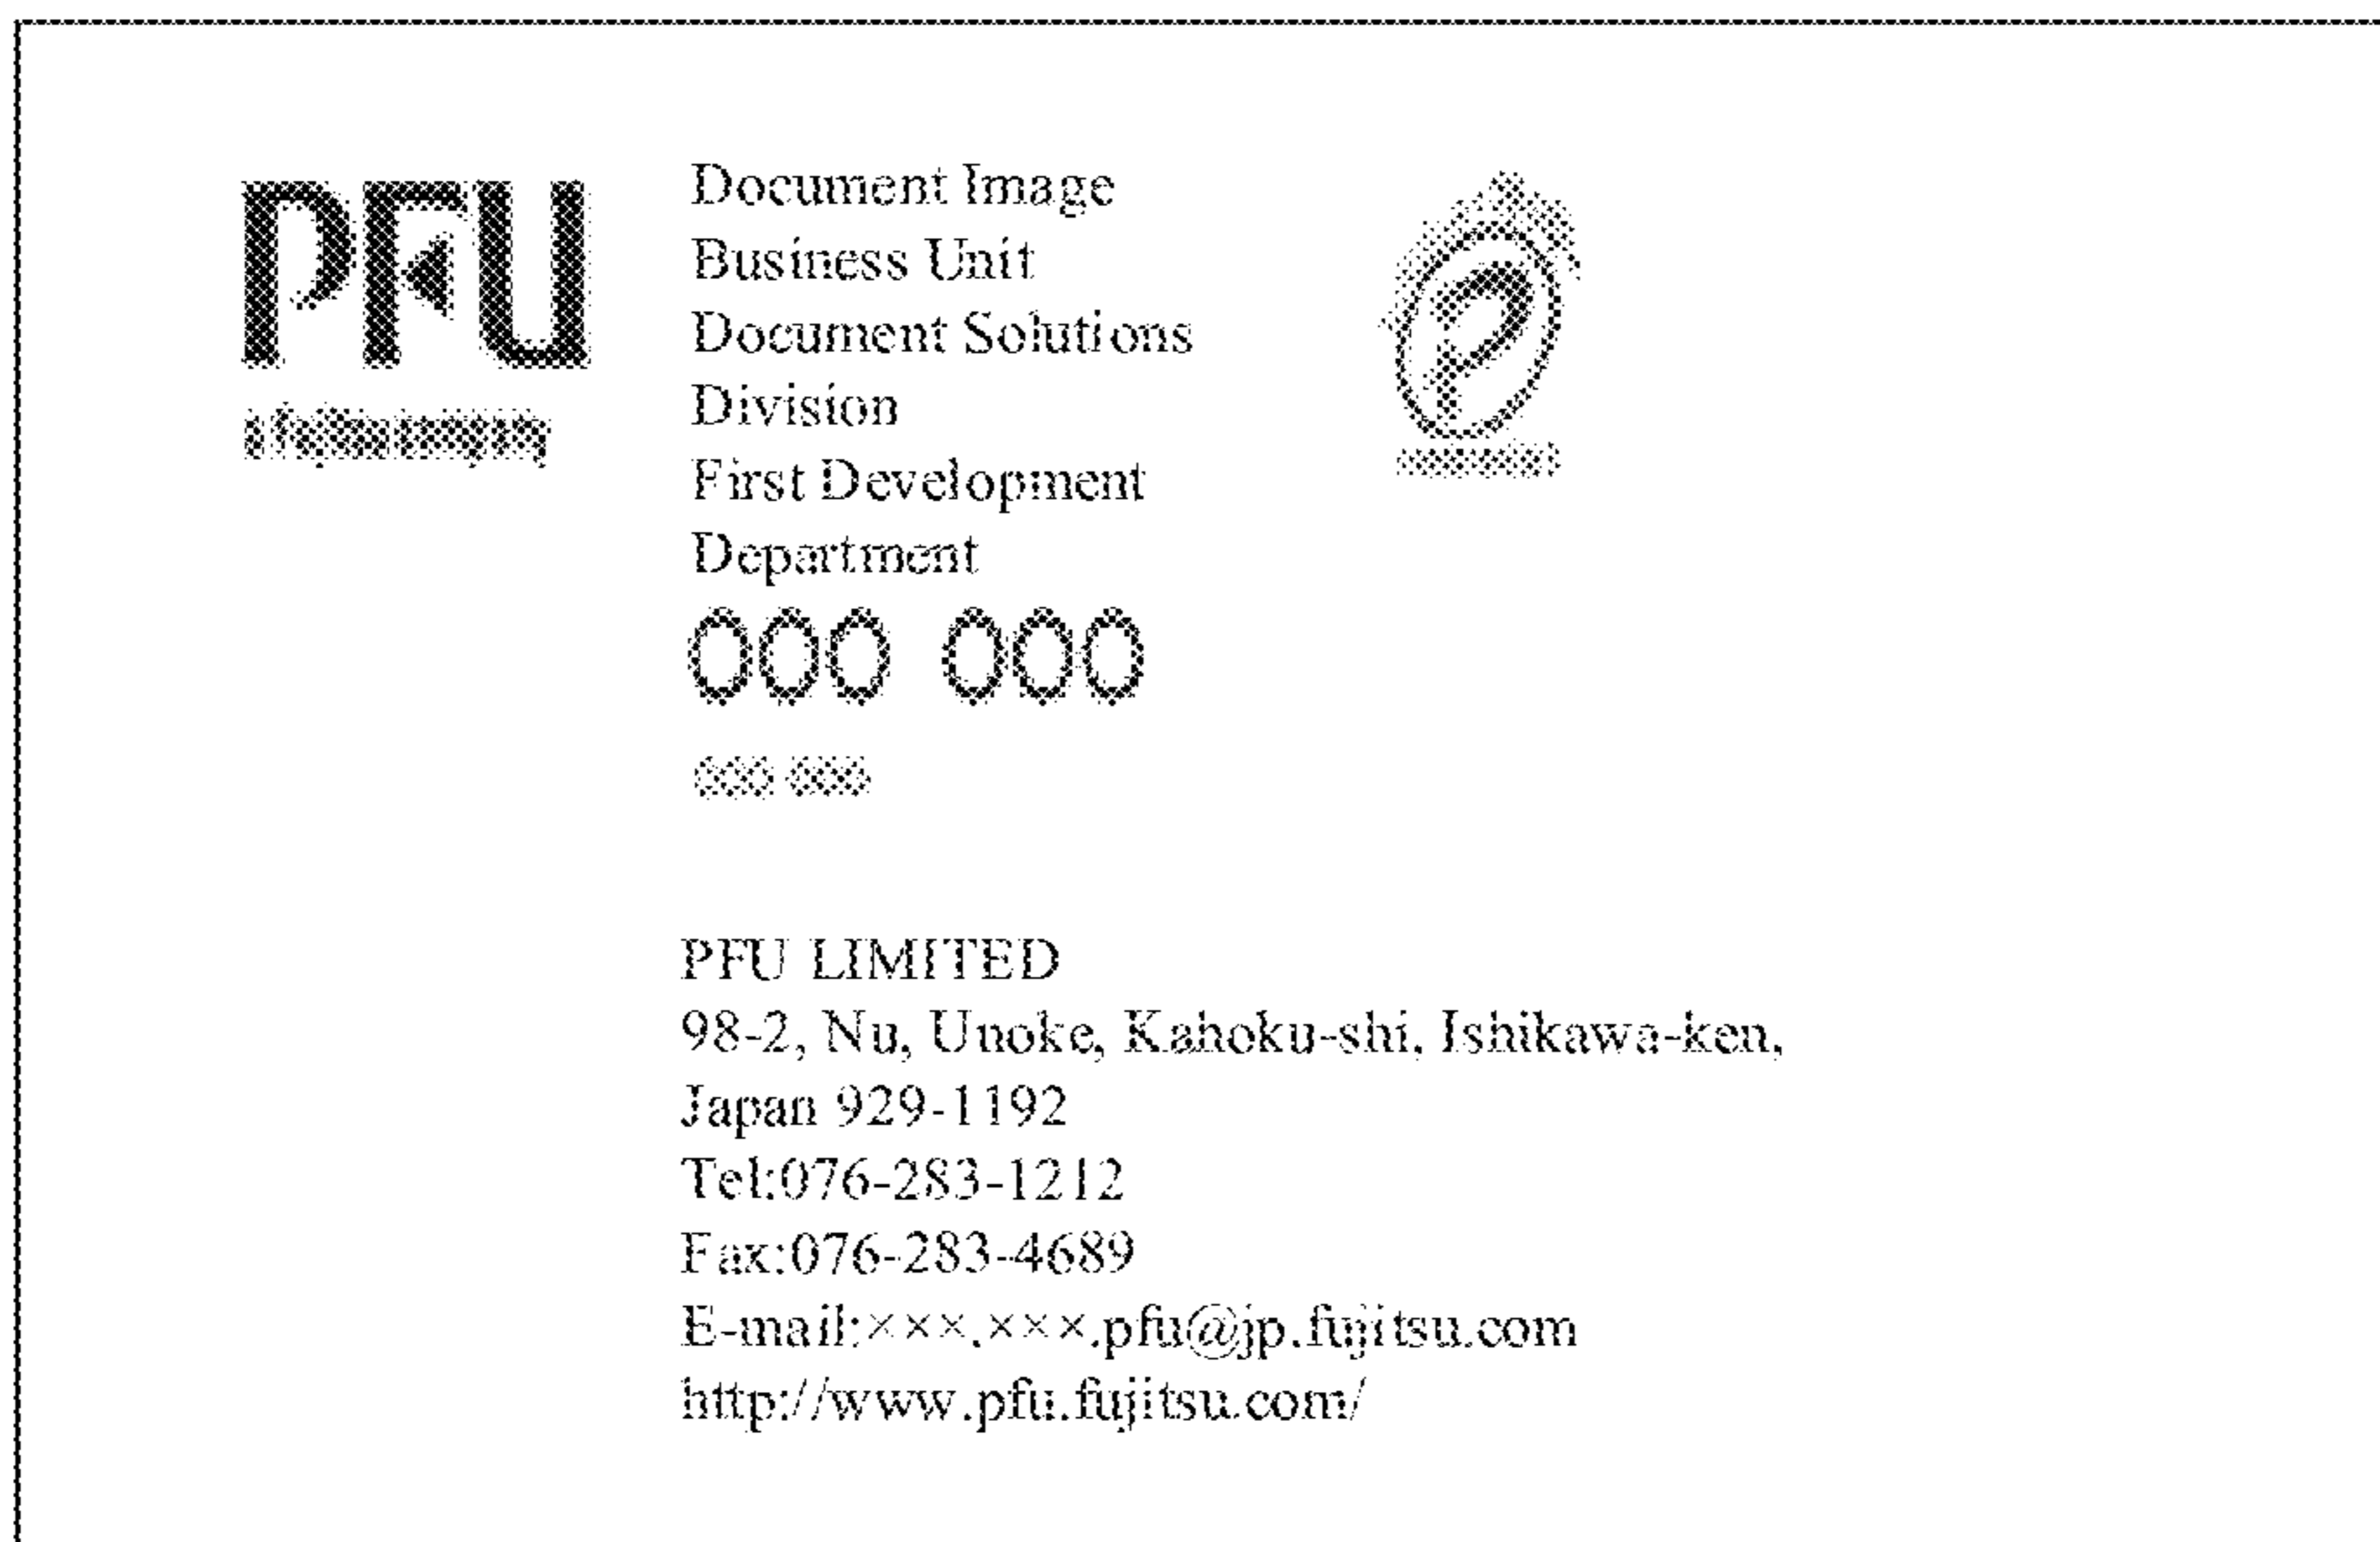 PFU
Document Image
Business Unit
Document Solutions
Division
First Development
Department
OOO OOO
P
PFU LIMITED
98-2, Nu, Unoke, Kahoku-shi, Ishikawa-ken,
Japan 929-1192
Tel:076-283-1212
Fax:076-283-4689
E-mail:×××.×××.pfu@jp.fujitsu.com
http://www.pfu.fujitsu.com/